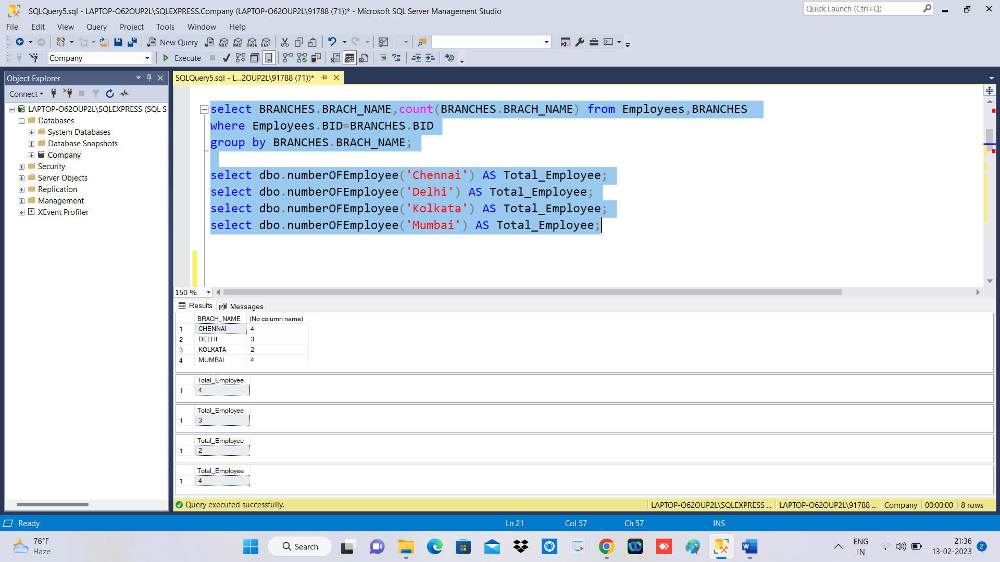 SQLQuery5.sql - LAPTOP-O62OUP2L\SQLEXPRESS.Company (LAPTOP-O62OUP2L\91788 (71))* - Microsoft SQL Server Management Studio
Quick Launch (Ctrl+Q)
File Edit View Query Project Tools Window Help
New Query MDX DMX XMLA DAX
Company Execute
Object Explorer
SQLQuery5.sql - L...2OUP2L\91788 (71))*
Connect
LAPTOP-O62OUP2L\SQLEXPRESS (SQL S
Databases
System Databases
Database Snapshots
Company
Security
Server Objects
Replication
Management
XEvent Profiler
select BRANCHES.BRACH_NAME,count(BRANCHES.BRACH_NAME) from Employees,BRANCHES
where Employees.BID=BRANCHES.BID
group by BRANCHES.BRACH_NAME;
select dbo.numberOFEmployee('Chennai') AS Total_Employee;
select dbo.numberOFEmployee('Delhi') AS Total_Employee;
select dbo.numberOFEmployee('Kolkata') AS Total_Employee;
select dbo.numberOFEmployee('Mumbai') AS Total_Employee;
150 %
Results Messages
BRACH_NAME (No column name)
1 CHENNAI 4
2 DELHI 3
3 KOLKATA 2
4 MUMBAI 4
Total_Employee
1 4
Total_Employee
1 3
Total_Employee
1 2
Total_Employee
1 4
Query executed successfully.
LAPTOP-O62OUP2L\SQLEXPRESS ... LAPTOP-O62OUP2L\91788 ... Company 00:00:00 8 rows
Ready Ln 21 Col 57 Ch 57 INS
76°F
Haze
Search
ENG
IN
21:36
13-02-2023
2